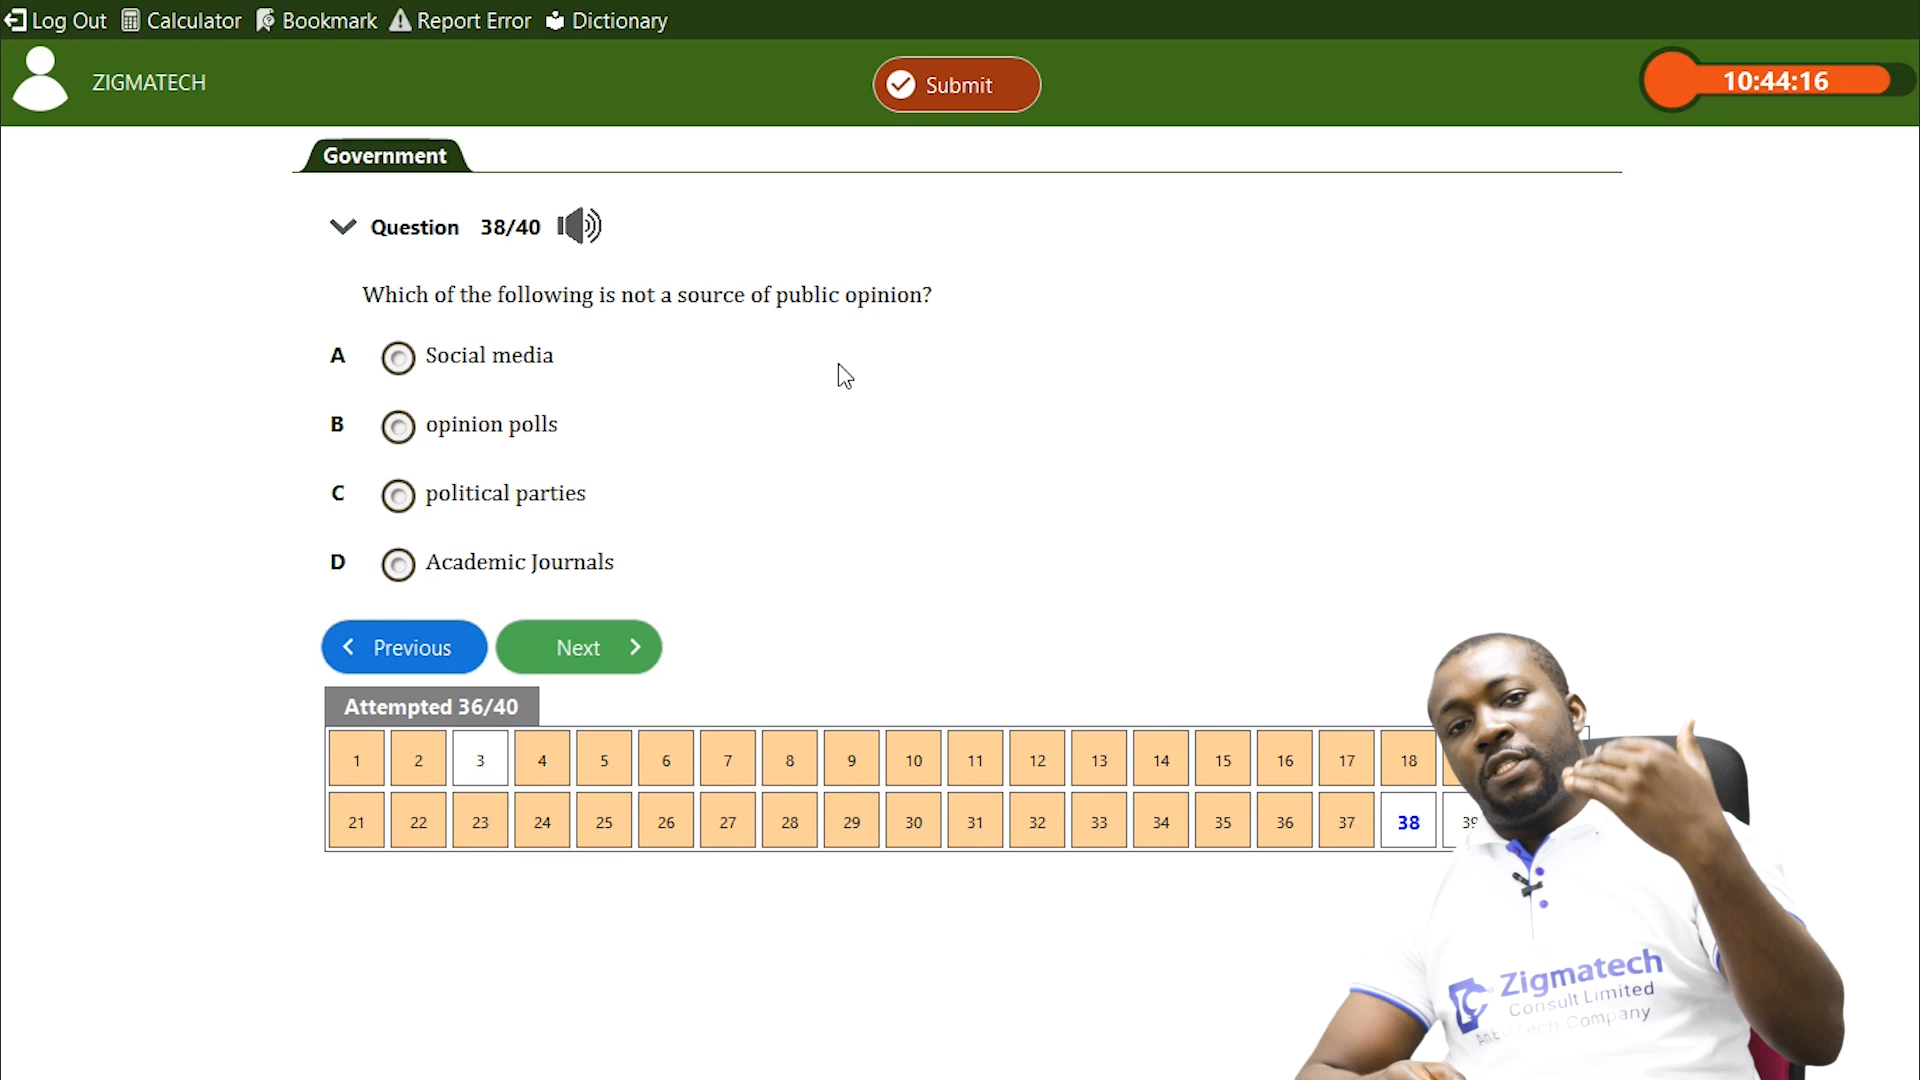 Log Out Calculator Bookmark Report Error Dictionary
ZIGMATECH
Submit
10:44:16
Government
Question 38/40
Which of the following is not a source of public opinion?
A Social media
B opinion polls
C political parties
D Academic Journals
Previous Next
Attempted 36/40
1 2 3 4 5 6 7 8 9 10 11 12 13 14 15 16 17 18
21 22 23 24 25 26 27 28 29 30 31 32 33 34 35 36 37 38 39
Zigmatech
Consult Limited
Tech Company